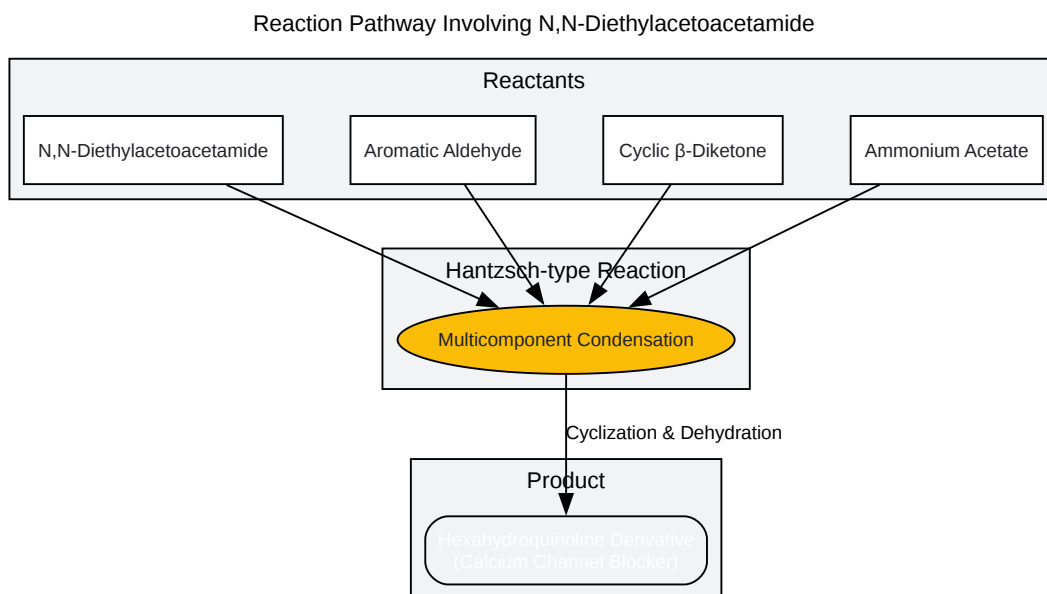 Reaction Pathway Involving N,N-Diethylacetoacetamide
Reactants
N,N-Diethylacetoacetamide
Aromatic Aldehyde
Cyclic β-Diketone
Ammonium Acetate
Hantzsch-type Reaction
Multicomponent Condensation
Cyclization & Dehydration
Product
Hexahydroquinoline Derivative
(Calcium Channel Blocker)